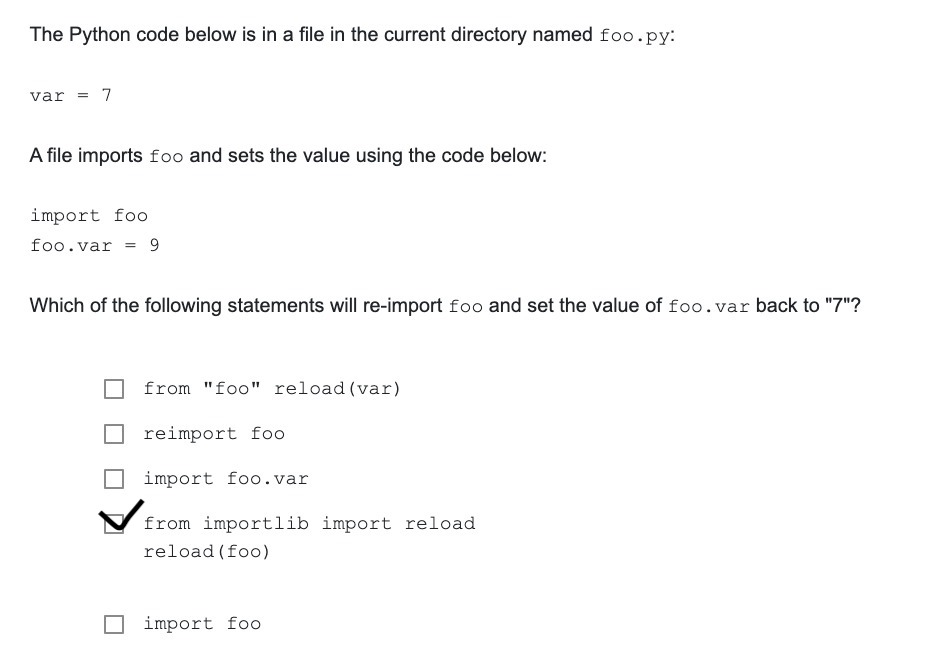 The Python code below is in a file in the current directory named foo.py:
var = 7
A file imports foo and sets the value using the code below:
import foo
foo.var = 9
Which of the following statements will re-import foo and set the value of foo.var back to "7"?
from "foo" reload(var)
reimport foo
import foo.var
from importlib import reload
reload(foo)
import foo